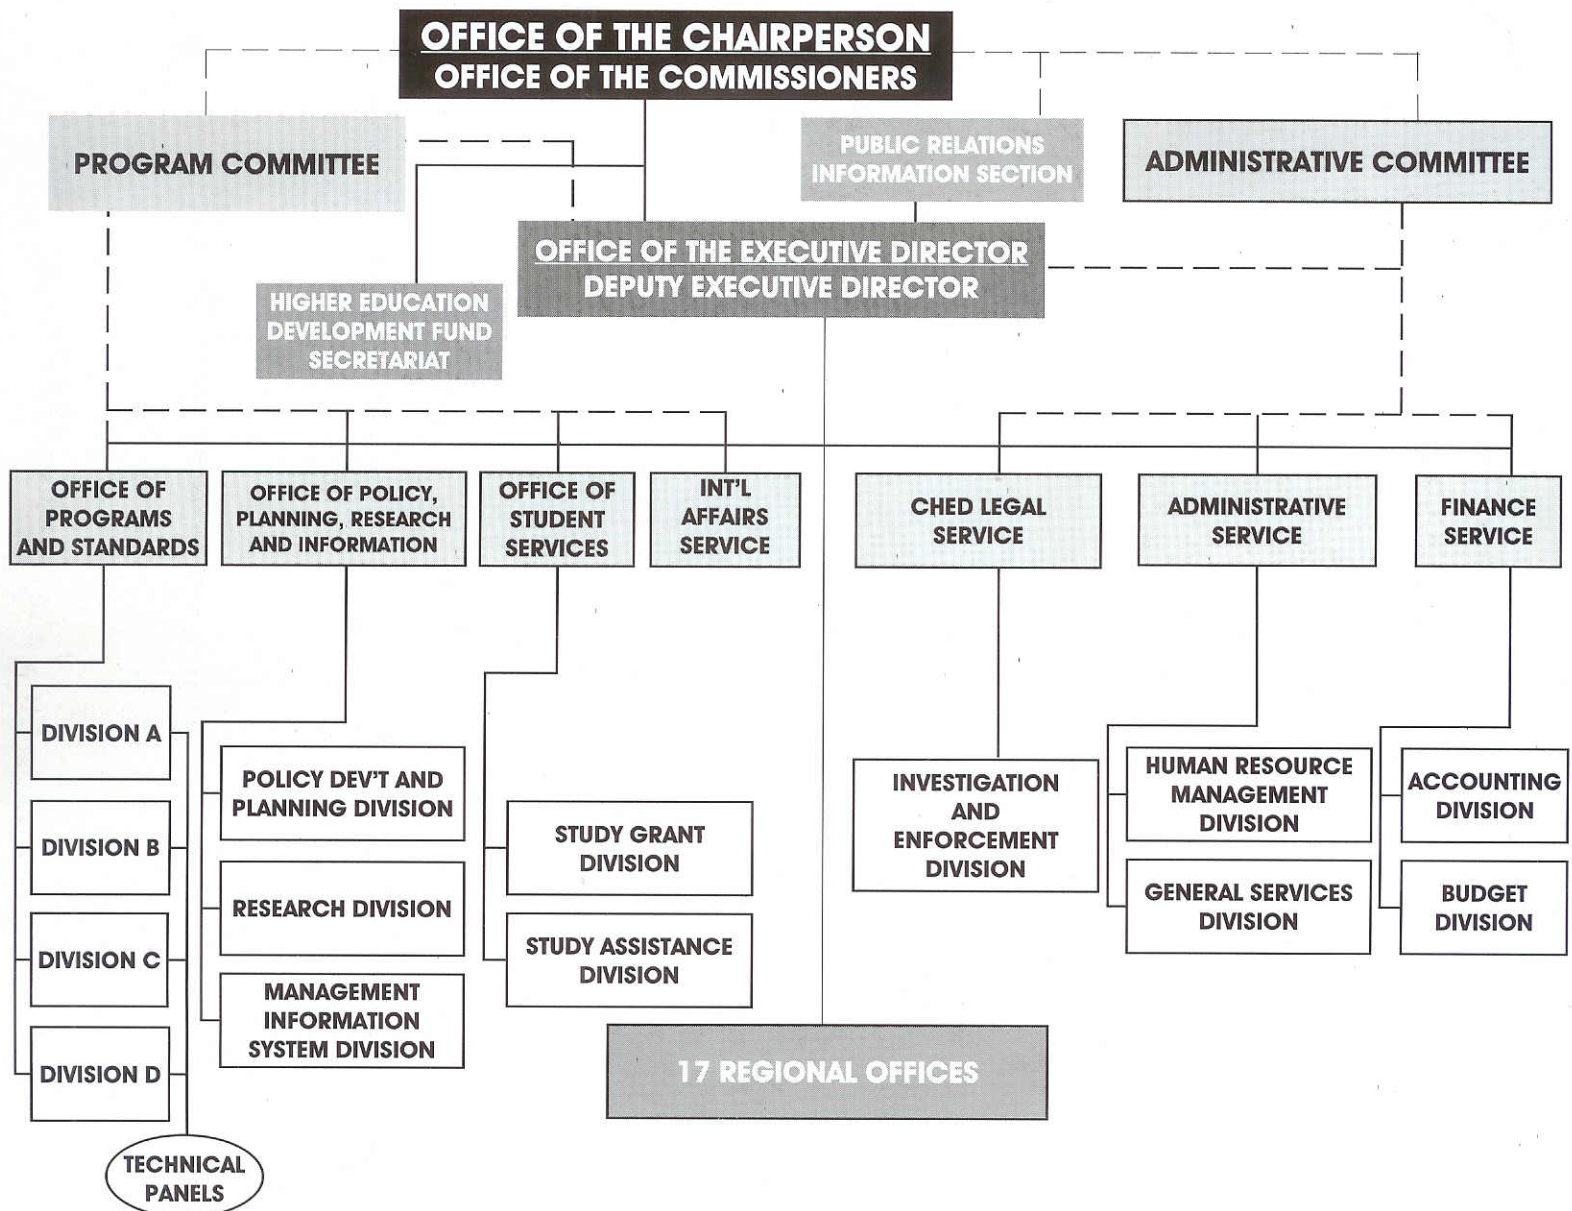 OFFICE OF THE CHAIRPERSON
OFFICE OF THE COMMISSIONERS
PROGRAM COMMITTEE
PUBLIC RELATIONS
INFORMATION SECTION
ADMINISTRATIVE COMMITTEE
OFFICE OF THE EXECUTIVE DIRECTOR
DEPUTY EXECUTIVE DIRECTOR
HIGHER EDUCATION
DEVELOPMENT FUND
SECRETARIAT
OFFICE OF
PROGRAMS
AND STANDARDS
OFFICE OF POLICY,
PLANNING, RESEARCH
AND INFORMATION
OFFICE OF
STUDENT
SERVICES
INT'L
AFFAIRS
SERVICE
CHED LEGAL
SERVICE
ADMINISTRATIVE
SERVICE
FINANCE
SERVICE
DIVISION A
DIVISION B
DIVISION C
DIVISION D
TECHNICAL
PANELS
POLICY DEV'T AND
PLANNING DIVISION
RESEARCH DIVISION
MANAGEMENT
INFORMATION
SYSTEM DIVISION
STUDY GRANT
DIVISION
STUDY ASSISTANCE
DIVISION
INVESTIGATION
AND
ENFORCEMENT
DIVISION
HUMAN RESOURCE
MANAGEMENT
DIVISION
GENERAL SERVICES
DIVISION
ACCOUNTING
DIVISION
BUDGET
DIVISION
17 REGIONAL OFFICES